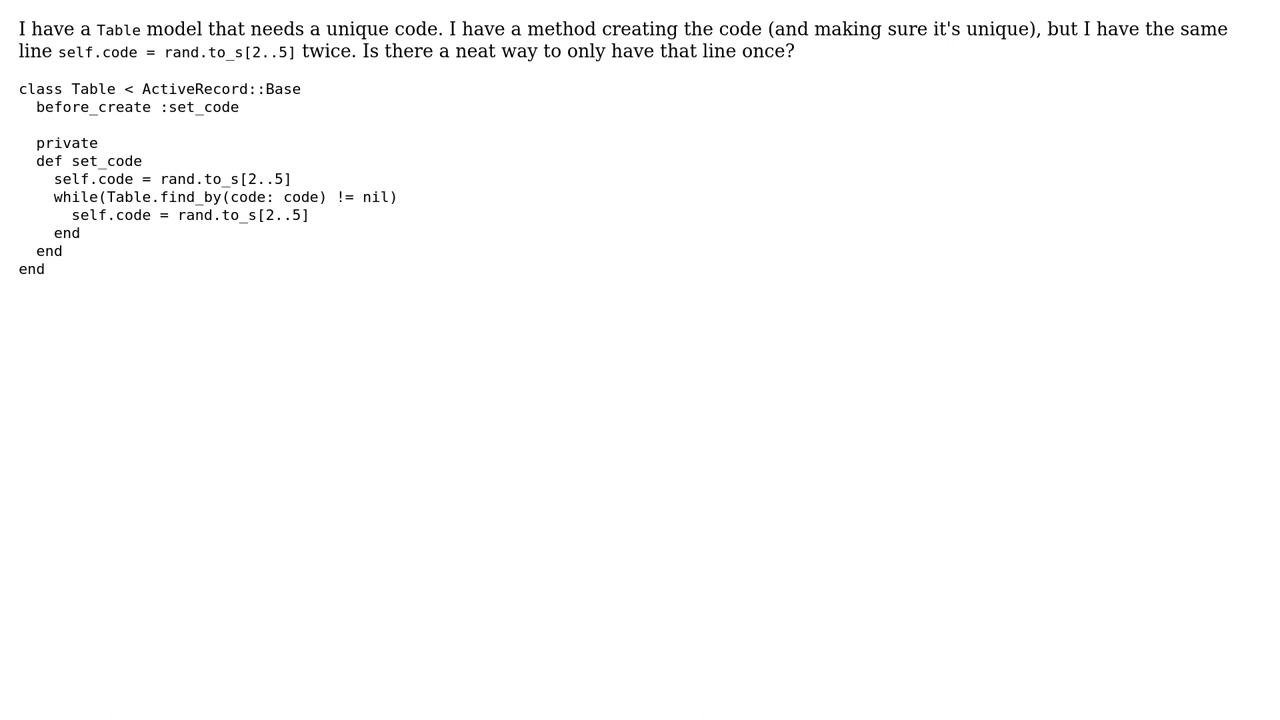 I have a Table model that needs a unique code. I have a method creating the code (and making sure it's unique), but I have the same
line self.code = rand.to_s[2..5] twice. Is there a neat way to only have that line once?
class Table < ActiveRecord::Base
  before_create :set_code
  private
  def set_code
    self.code = rand.to_s[2..5]
    while(Table.find_by(code: code) != nil)
      self.code = rand.to_s[2..5]
    end
  end
end